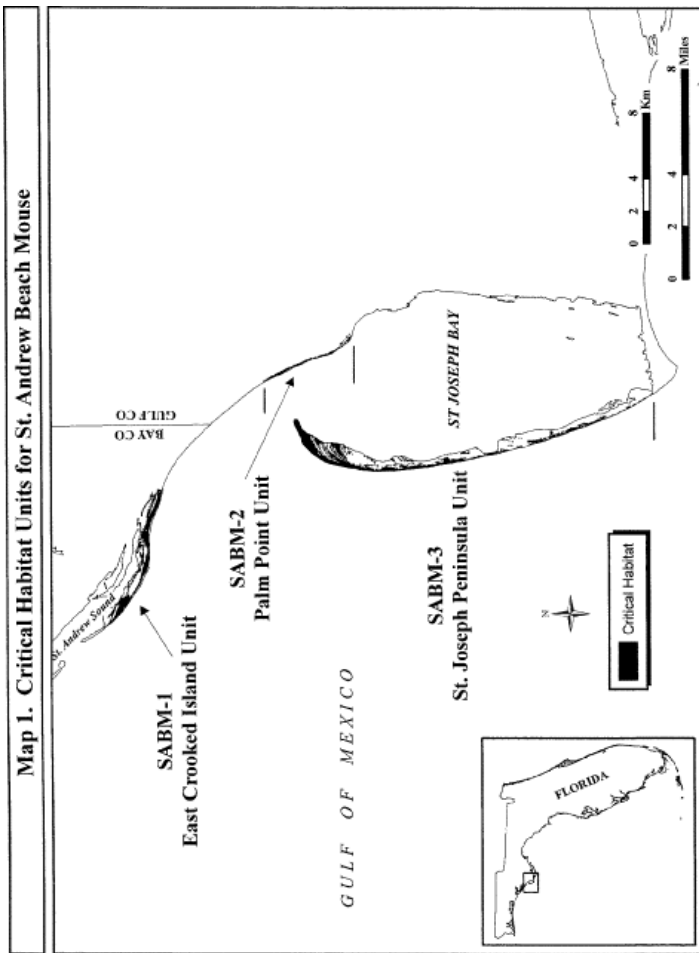 Map 1. Critical Habitat Units for St. Andrew Beach Mouse
BAY CO
GULF CO
St. Andrew Sound
SABM-1
East Crooked Island Unit
SABM-2
Palm Point Unit
ST JOSEPH BAY
SABM-3
St. Joseph Peninsula Unit
GULF OF MEXICO
N
Critical Habitat
FLORIDA
0 2 4 8
Km
0 2 4 8
Miles